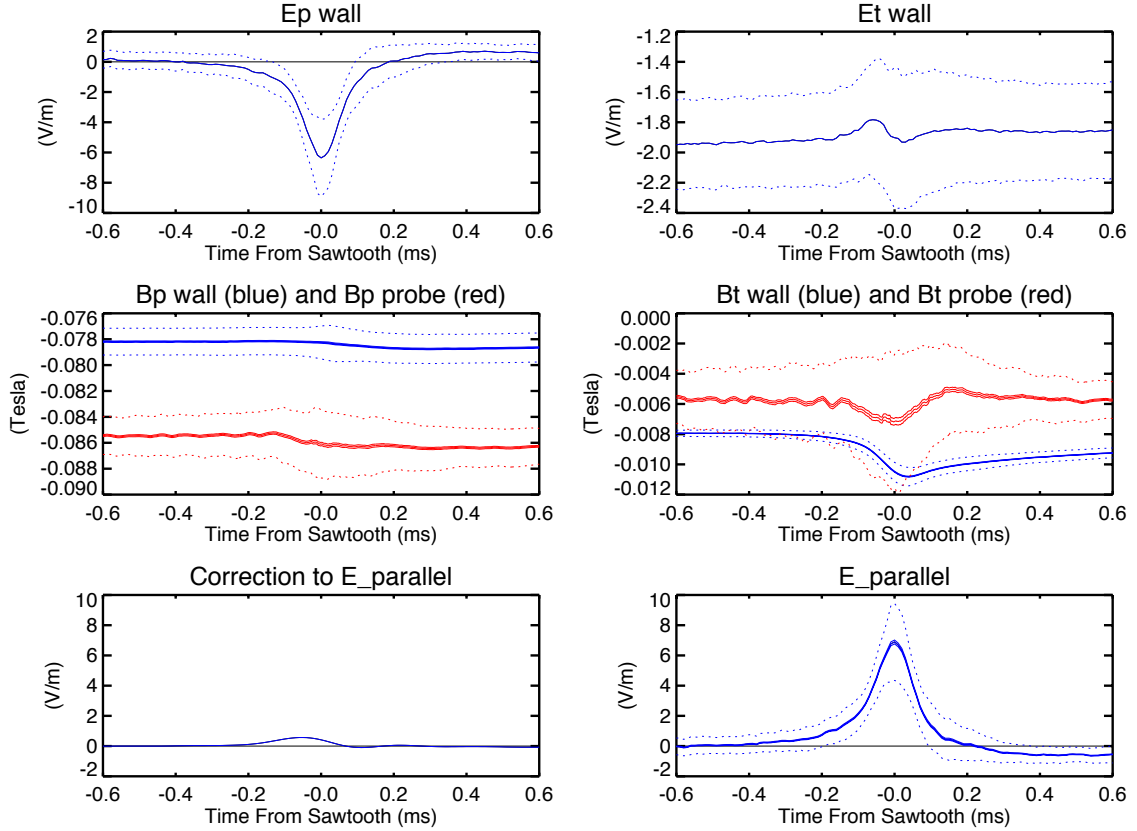 Ep wall
2
0
-2
-4
-6
-8
-10
(V/m)
-0.6 -0.4 -0.2 -0.0 0.2 0.4 0.6
Time From Sawtooth (ms)
Et wall
-1.2
-1.4
-1.6
-1.8
-2.0
-2.2
-2.4
(V/m)
-0.6 -0.4 -0.2 -0.0 0.2 0.4 0.6
Time From Sawtooth (ms)
Bp wall (blue) and Bp probe (red)
-0.076
-0.078
-0.080
-0.082
-0.084
-0.086
-0.088
-0.090
(Tesla)
-0.6 -0.4 -0.2 -0.0 0.2 0.4 0.6
Time From Sawtooth (ms)
Bt wall (blue) and Bt probe (red)
0.000
-0.002
-0.004
-0.006
-0.008
-0.010
-0.012
(Tesla)
-0.6 -0.4 -0.2 -0.0 0.2 0.4 0.6
Time From Sawtooth (ms)
Correction to E_parallel
10
8
6
4
2
0
-2
(V/m)
-0.6 -0.4 -0.2 -0.0 0.2 0.4 0.6
Time From Sawtooth (ms)
E_parallel
10
8
6
4
2
0
-2
(V/m)
-0.6 -0.4 -0.2 -0.0 0.2 0.4 0.6
Time From Sawtooth (ms)